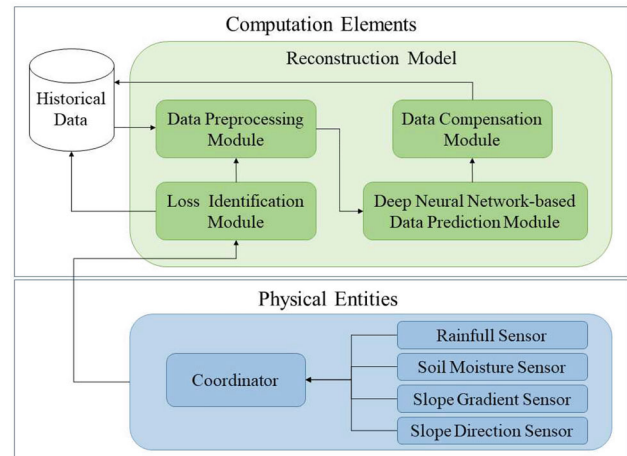 Computation Elements
Reconstruction Model
Historical
Data
Data Preprocessing
Module
Data Compensation
Module
Loss Identification
Module
Deep Neural Network-based
Data Prediction Module
Physical Entities
Coordinator
Rainfull Sensor
Soil Moisture Sensor
Slope Gradient Sensor
Slope Direction Sensor